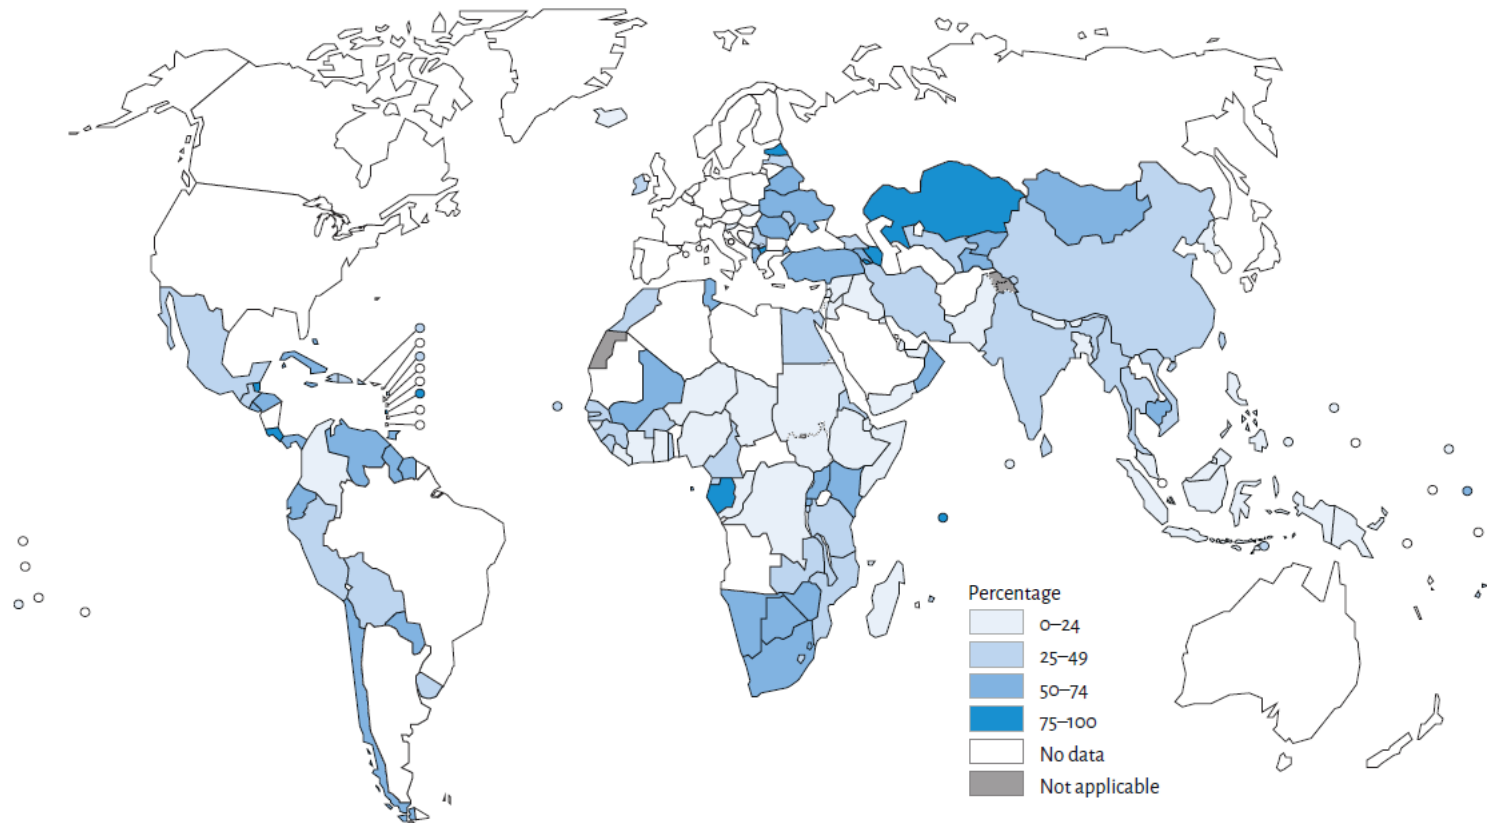 Percentage
0–24
25–49
50–74
75–100
No data
Not applicable